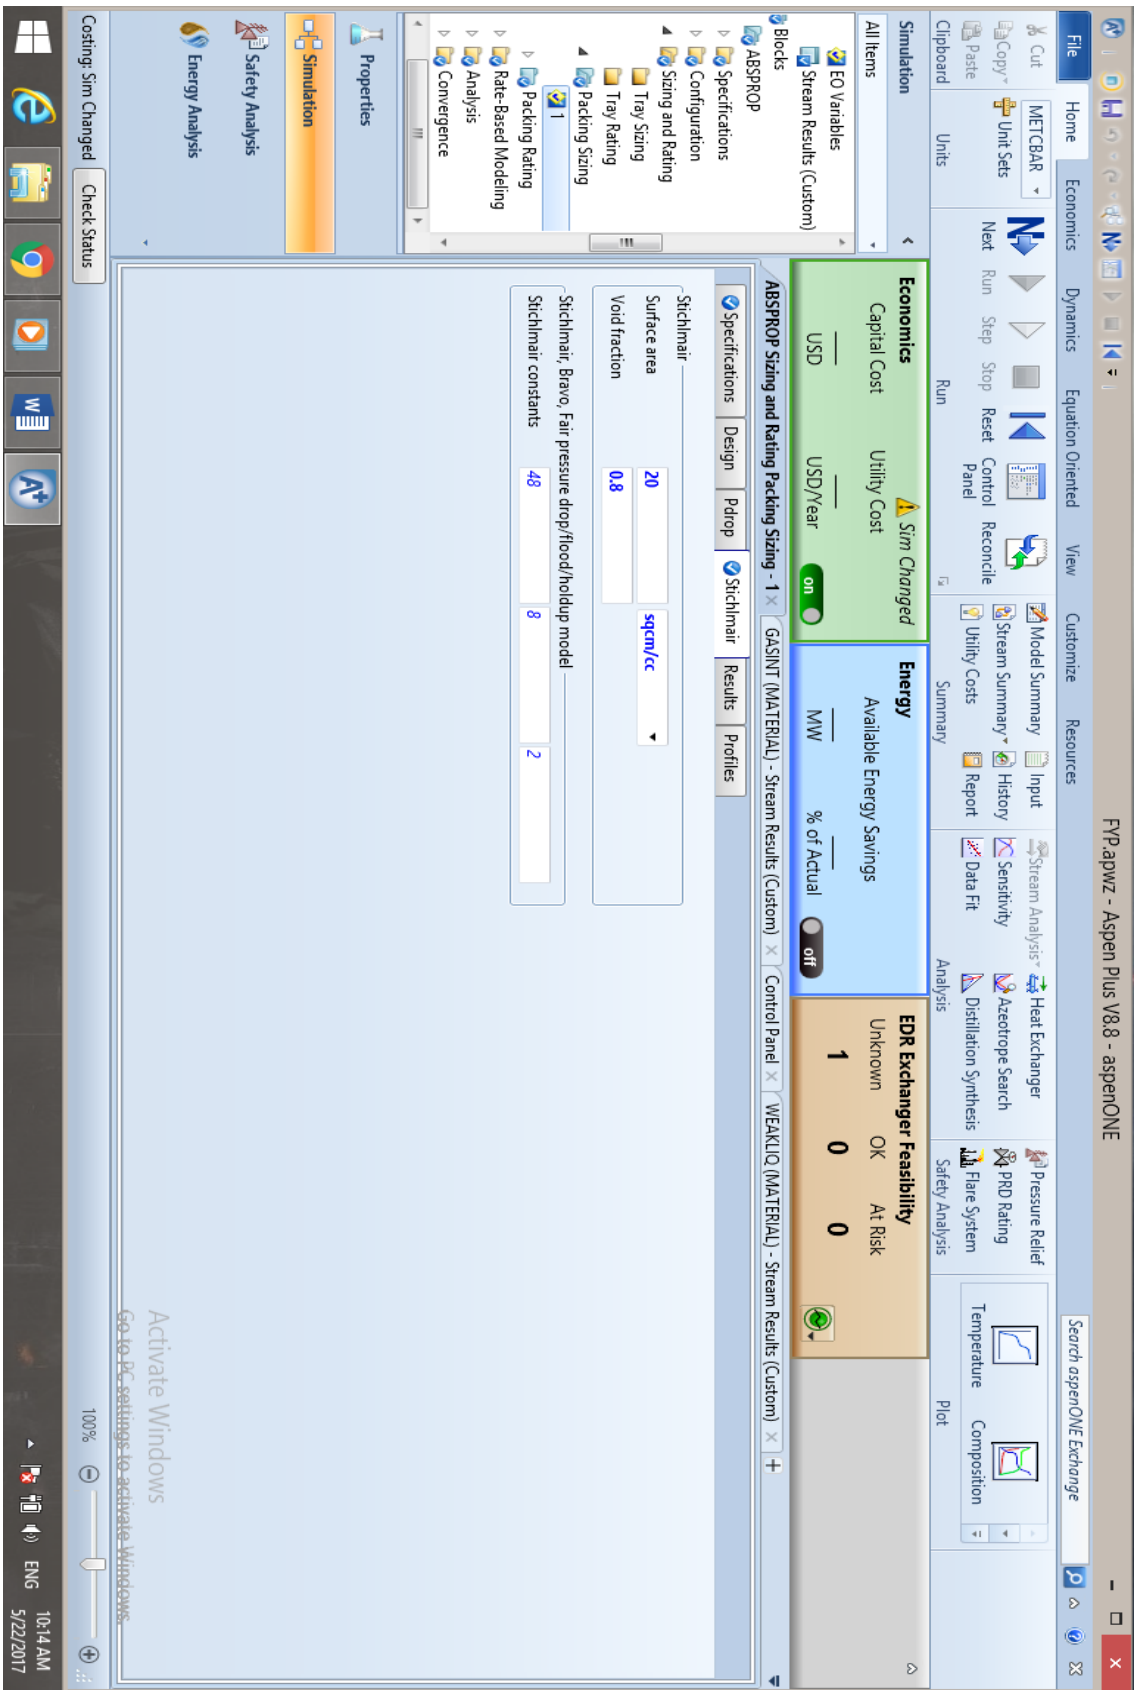 FYP.apwz - Aspen Plus V8.8 - aspenONE
File Home Economics Dynamics Equation Oriented View Customize Resources Search aspenONE Exchange
Cut
Copy
Paste
Clipboard
METCBAR
Unit Sets
Units
Next Run Step Stop Reset Control Panel Reconcile
Run
Model Summary Input
Stream Summary History
Utility Costs Report
Summary
Stream Analysis Heat Exchanger
Sensitivity Azeotrope Search
Data Fit Distillation Synthesis
Analysis
Pressure Relief
PRD Rating
Flare System
Safety Analysis
Temperature Composition
Plot
Simulation
All Items
EO Variables
Stream Results (Custom)
Blocks
ABSPROP
Specifications
Configuration
Sizing and Rating
Tray Sizing
Tray Rating
Packing Sizing
1
Packing Rating
Rate-Based Modeling
Analysis
Convergence
Properties
Simulation
Safety Analysis
Energy Analysis
Economics Sim Changed
Capital Cost Utility Cost
USD USD/Year on
Energy
Available Energy Savings
MW % of Actual off
EDR Exchanger Feasibility
Unknown OK At Risk
1 0 0
ABSPROP Sizing and Rating Packing Sizing - 1 GASINT (MATERIAL) - Stream Results (Custom) Control Panel WEAKLIQ (MATERIAL) - Stream Results (Custom)
Specifications Design Pdrop Stichlmair Results Profiles
Stichlmair
Surface area 20 sqcm/cc
Void fraction 0.8
Stichlmair, Bravo, Fair pressure drop/flood/holdup model
Stichlmair constants 48 8 2
Activate Windows
Go to PC settings to activate Windows.
Costing: Sim Changed Check Status 100%
ENG 10:14 AM
5/22/2017